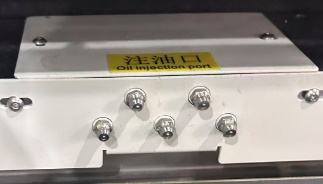 注油口
Oil injection port